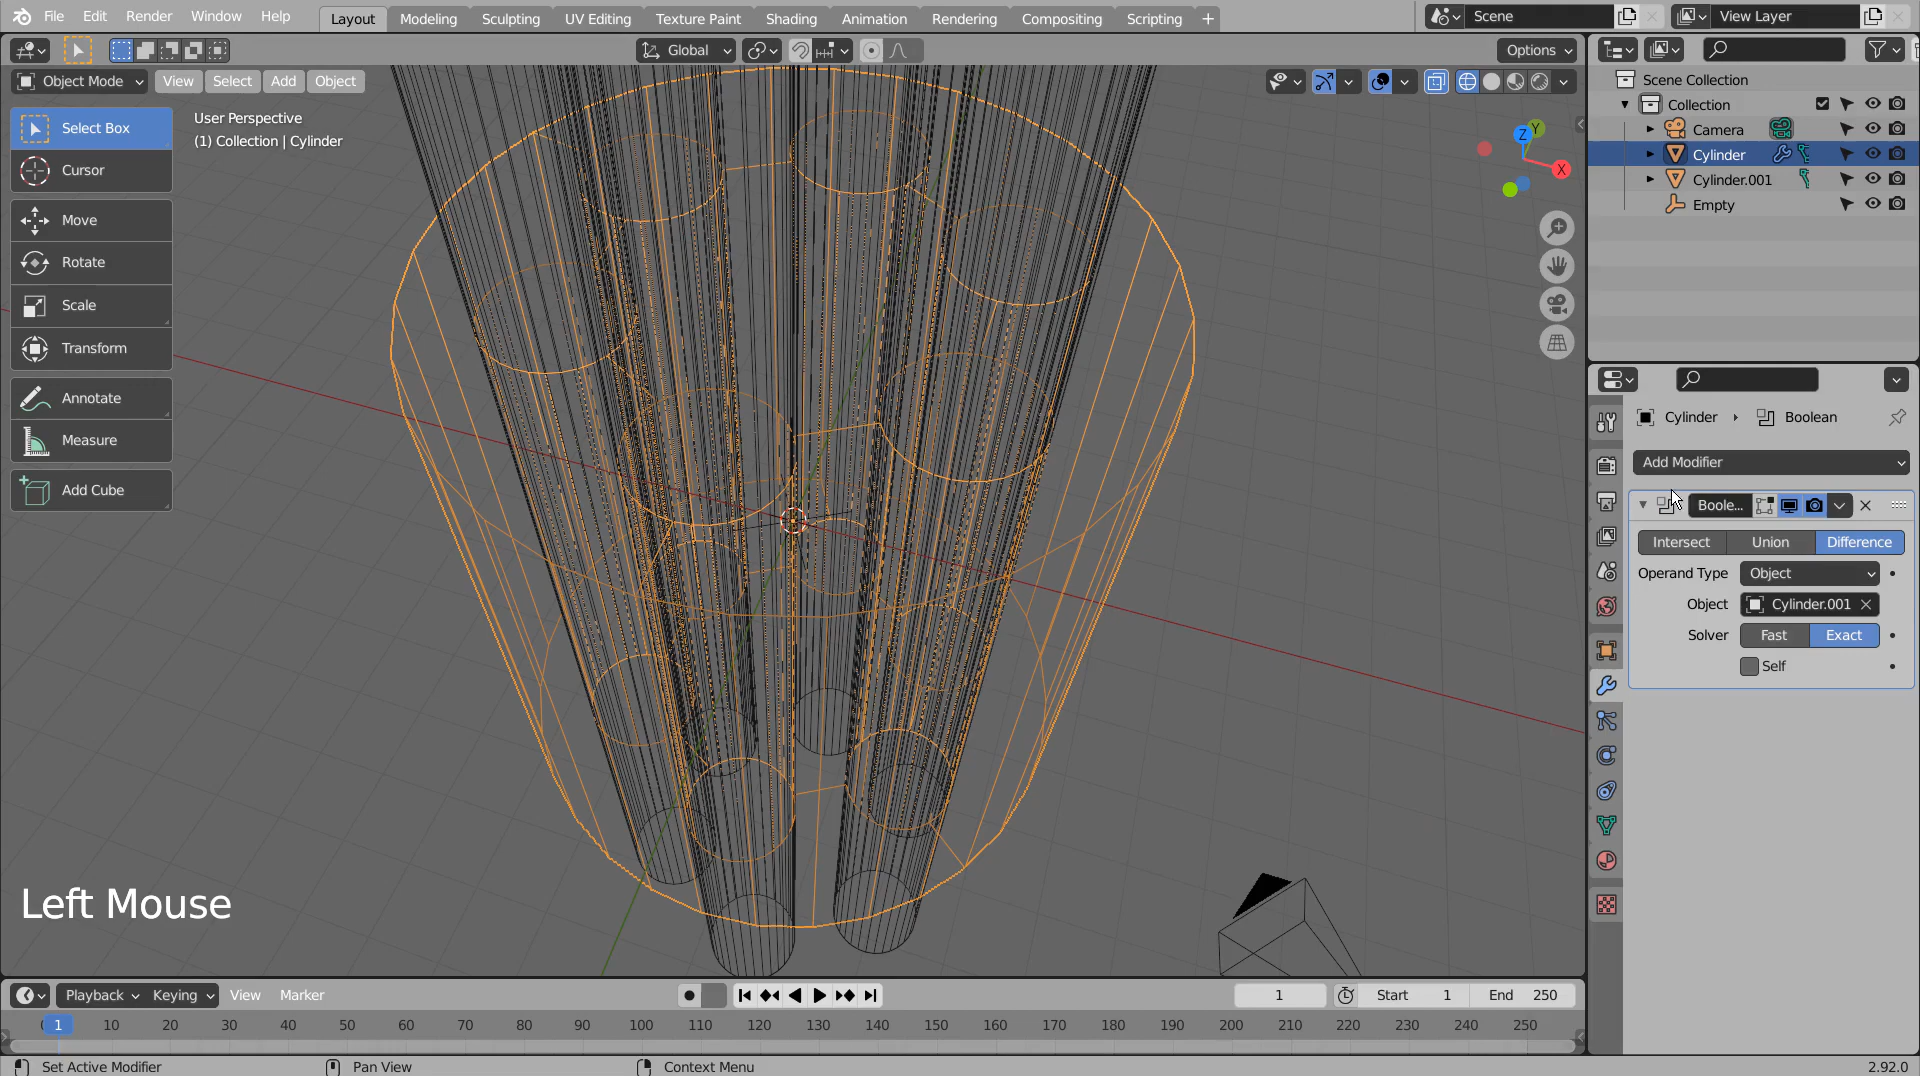 File Edit Render Window Help Layout Modeling Sculpting UV Editing Texture Paint Shading Animation Rendering Compositing Scripting + Scene View Layer
Global Options
Object Mode View Select Add Object
Select Box
Cursor
Move
Rotate
Scale
Transform
Annotate
Measure
Add Cube
User Perspective
(1) Collection | Cylinder
Z Y
X
Scene Collection
Collection
Camera
Cylinder
Cylinder.001
Empty
Cylinder Boolean
Add Modifier
Boole...
Intersect Union Difference
Operand Type Object
Object Cylinder.001
Solver Fast Exact
Self
Left Mouse
Playback Keying View Marker 1 Start 1 End 250
1 10 20 30 40 50 60 70 80 90 100 110 120 130 140 150 160 170 180 190 200 210 220 230 240 250
Set Active Modifier Pan View Context Menu 2.92.0